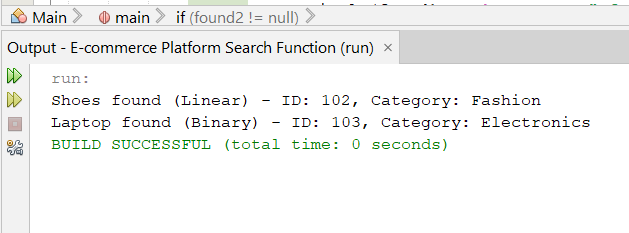 Main main if (found2 != null)
Output - E-commerce Platform Search Function (run) ×
run:
Shoes found (Linear) - ID: 102, Category: Fashion
Laptop found (Binary) - ID: 103, Category: Electronics
BUILD SUCCESSFUL (total time: 0 seconds)